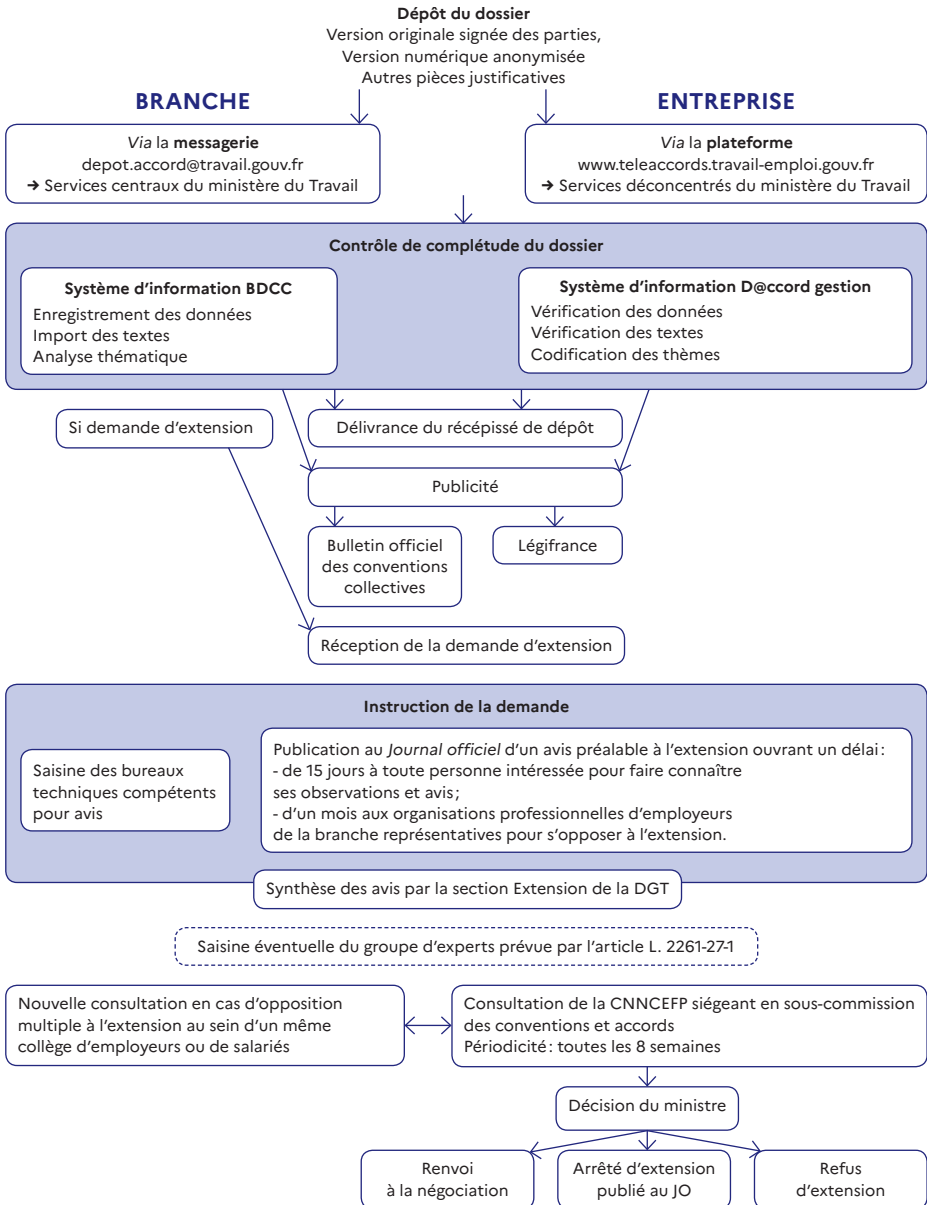 Dépôt du dossier
Version originale signée des parties,
Version numérique anonymisée
Autres pièces justificatives
BRANCHE
Via la messagerie
depot.accord@travail.gouv.fr
→ Services centraux du ministère du Travail
ENTREPRISE
Via la plateforme
www.teleaccords.travail-emploi.gouv.fr
→ Services déconcentrés du ministère du Travail
Contrôle de complétude du dossier
Système d'information BDCC
Enregistrement des données
Import des textes
Analyse thématique
Système d'information D@ccord gestion
Vérification des données
Vérification des textes
Codification des thèmes
Si demande d'extension
Délivrance du récépissé de dépôt
Publicité
Bulletin officiel
des conventions
collectives
Légifrance
Réception de la demande d'extension
Instruction de la demande
Saisine des bureaux
techniques compétents
pour avis
Publication au Journal officiel d'un avis préalable à l'extension ouvrant un délai :
- de 15 jours à toute personne intéressée pour faire connaître
ses observations et avis ;
- d'un mois aux organisations professionnelles d'employeurs
de la branche représentatives pour s'opposer à l'extension.
Synthèse des avis par la section Extension de la DGT
Saisine éventuelle du groupe d'experts prévue par l'article L. 2261-27-1
Nouvelle consultation en cas d'opposition
multiple à l'extension au sein d'un même
collège d'employeurs ou de salariés
Consultation de la CNNCEFP siégeant en sous-commission
des conventions et accords
Périodicité : toutes les 8 semaines
Décision du ministre
Renvoi
à la négociation
Arrêté d'extension
publié au JO
Refus
d'extension